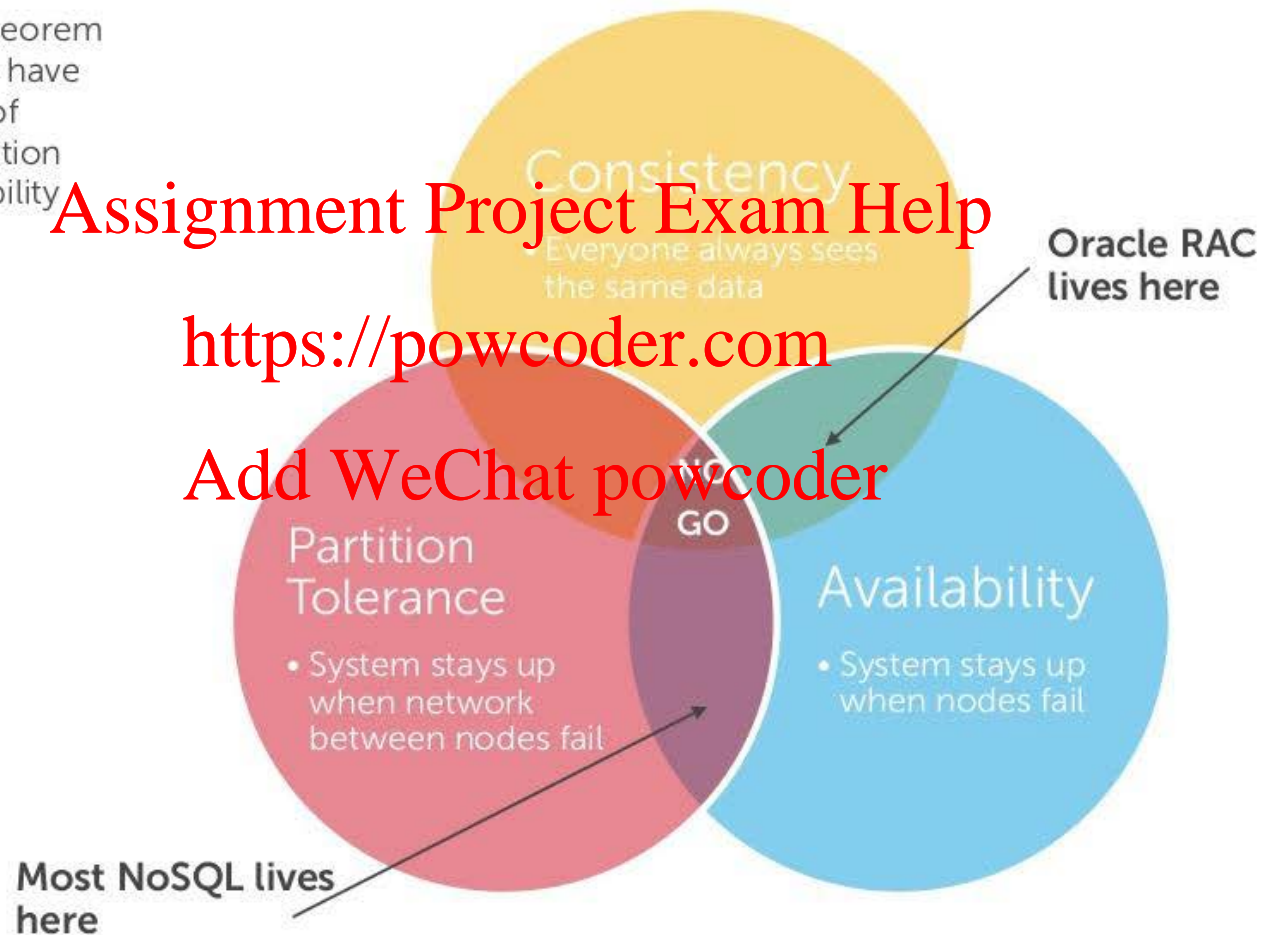 eorem
have
of
tion
bility
Assignment Project Exam Help
https://powcoder.com
Add WeChat powcoder
Consistency
• Everyone always sees
the same data
Oracle RAC
lives here
NO
GO
Partition
Tolerance
• System stays up
when network
between nodes fail
Availability
• System stays up
when nodes fail
Most NoSQL lives
here